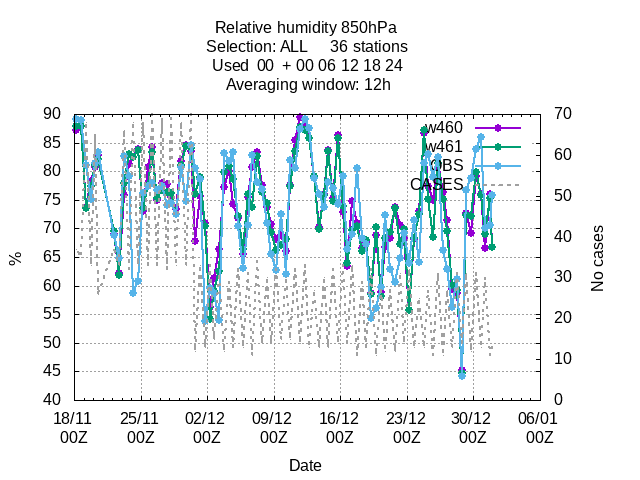 Relative humidity 850hPa
Selection: ALL     36 stations
Used  00  + 00 06 12 18 24
Averaging window: 12h
90
85
80
75
70
65
60
55
50
45
40
%
70
60
50
40
30
20
10
0
No cases
w460
w461
OBS
CASES
18/11 25/11 02/12 09/12 16/12 23/12 30/12 06/01
00Z 00Z 00Z 00Z 00Z 00Z 00Z 00Z
Date